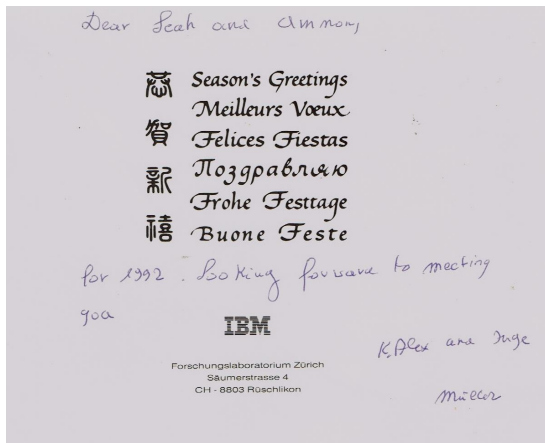 Dear Leah and Amnon,
恭賀新禧
Season's Greetings
Meilleurs Vœux
Felices Fiestas
Поздравляю
Frohe Festtage
Buone Feste
for 1992. Looking forward to meeting
you
IBM
K. Alex and Inge
Müller
Forschungslaboratorium Zürich
Säumerstrasse 4
CH - 8803 Rüschlikon